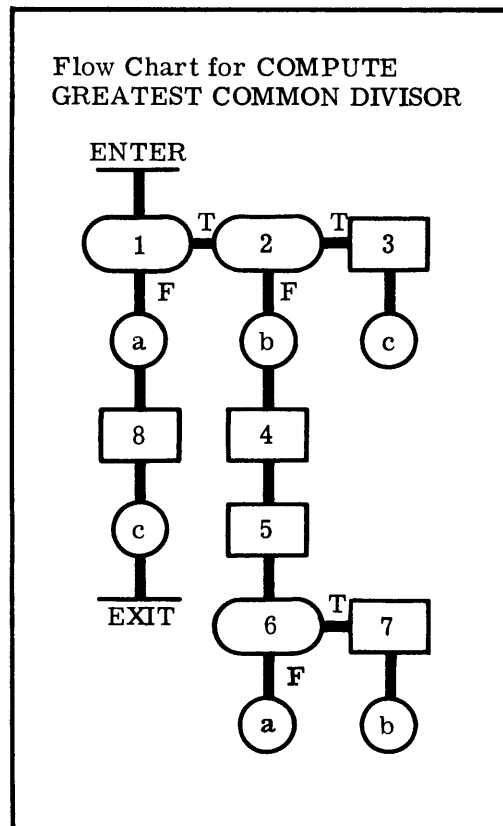 Flow Chart for COMPUTE
GREATEST COMMON DIVISOR
ENTER
1 T 2 T 3
F F
a b c
8 4
c 5
EXIT
6 T 7
F
a b